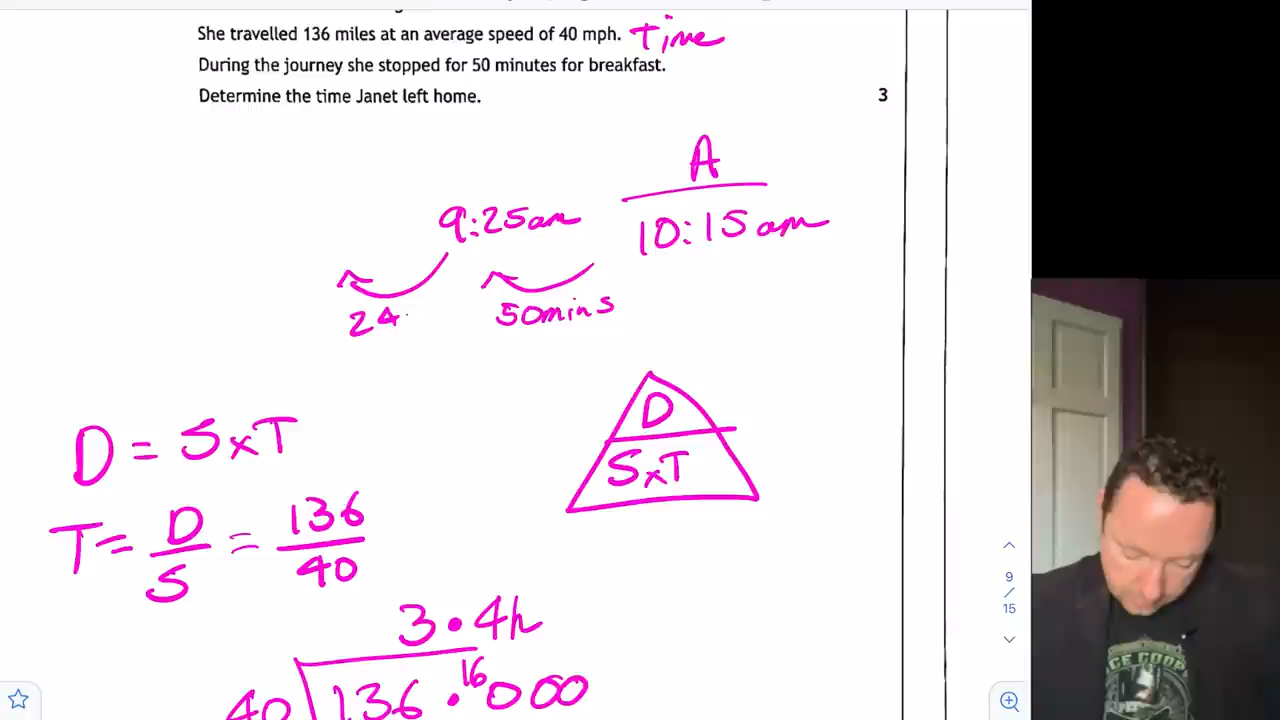 She travelled 136 miles at an average speed of 40 mph. Time
During the journey she stopped for 50 minutes for breakfast.
Determine the time Janet left home.
3
A
9:25am
10:15am
24.
50mins
D = S×T
D
S×T
T = D/S = 136/40
3.4h
40
136.16000
9
/
15